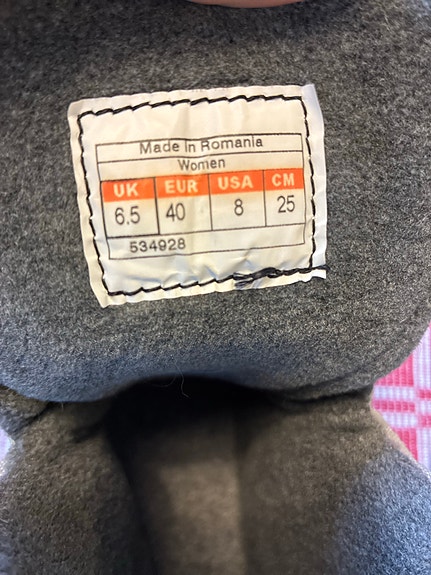 Made In Romania
Women
UK EUR USA CM
6.5 40 8 25
534928